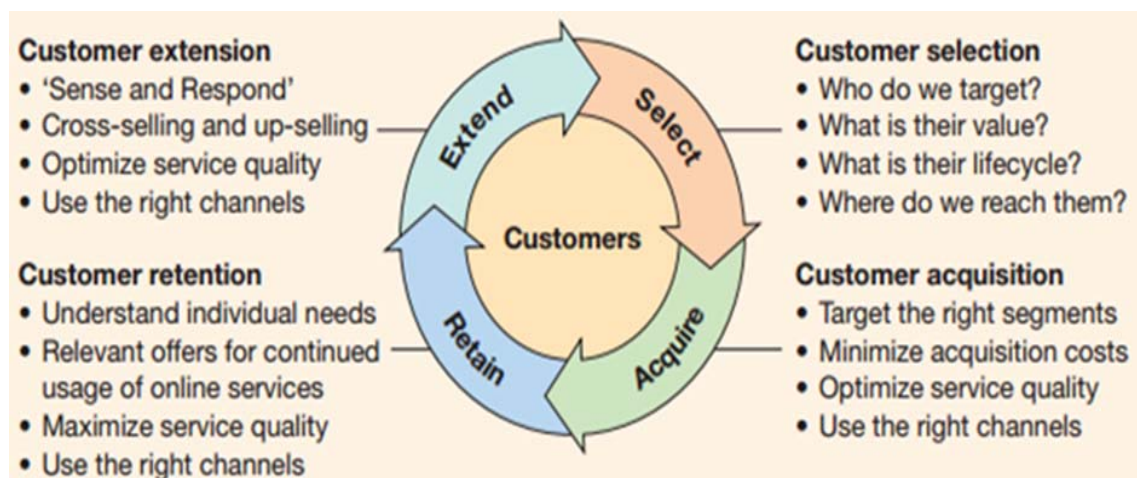 Customer extension
• 'Sense and Respond'
• Cross-selling and up-selling
• Optimize service quality
• Use the right channels
Customer retention
• Understand individual needs
• Relevant offers for continued
usage of online services
• Maximize service quality
• Use the right channels
Extend
Select
Customers
Retain
Acquire
Customer selection
• Who do we target?
• What is their value?
• What is their lifecycle?
• Where do we reach them?
Customer acquisition
• Target the right segments
• Minimize acquisition costs
• Optimize service quality
• Use the right channels